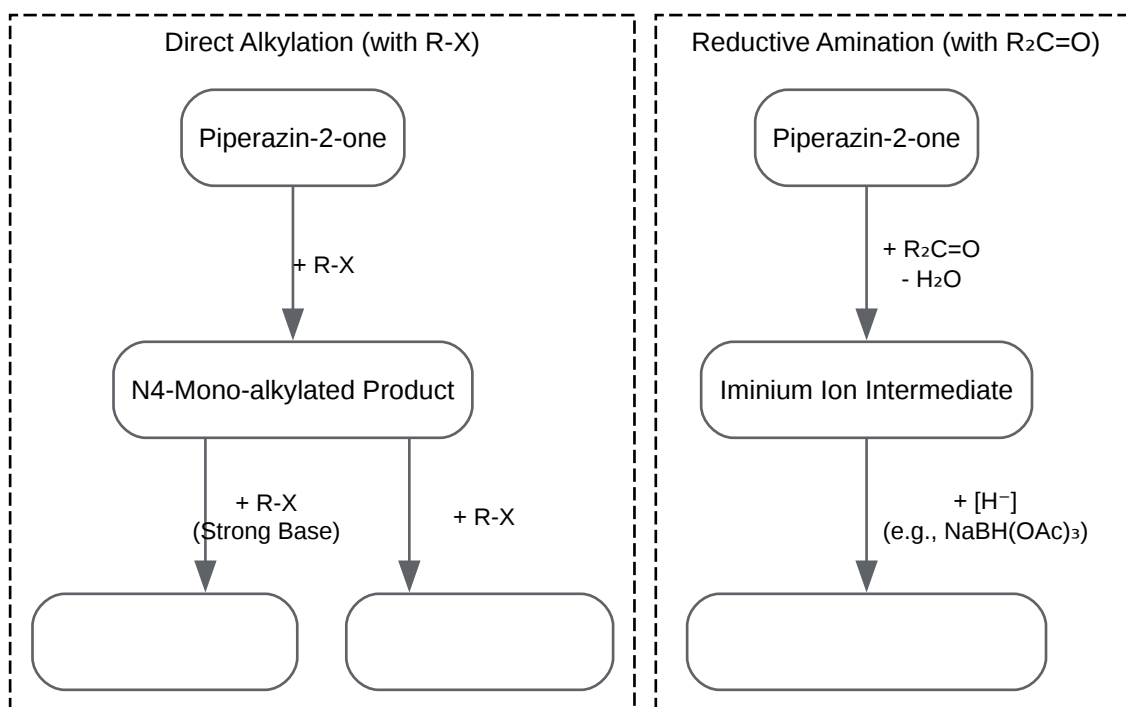 Direct Alkylation (with R-X)
Piperazin-2-one
+ R-X
N4-Mono-alkylated Product
+ R-X
(Strong Base)
+ R-X
Reductive Amination (with R₂C=O)
Piperazin-2-one
+ R₂C=O
- H₂O
Iminium Ion Intermediate
+ [H⁻]
(e.g., NaBH(OAc)₃)